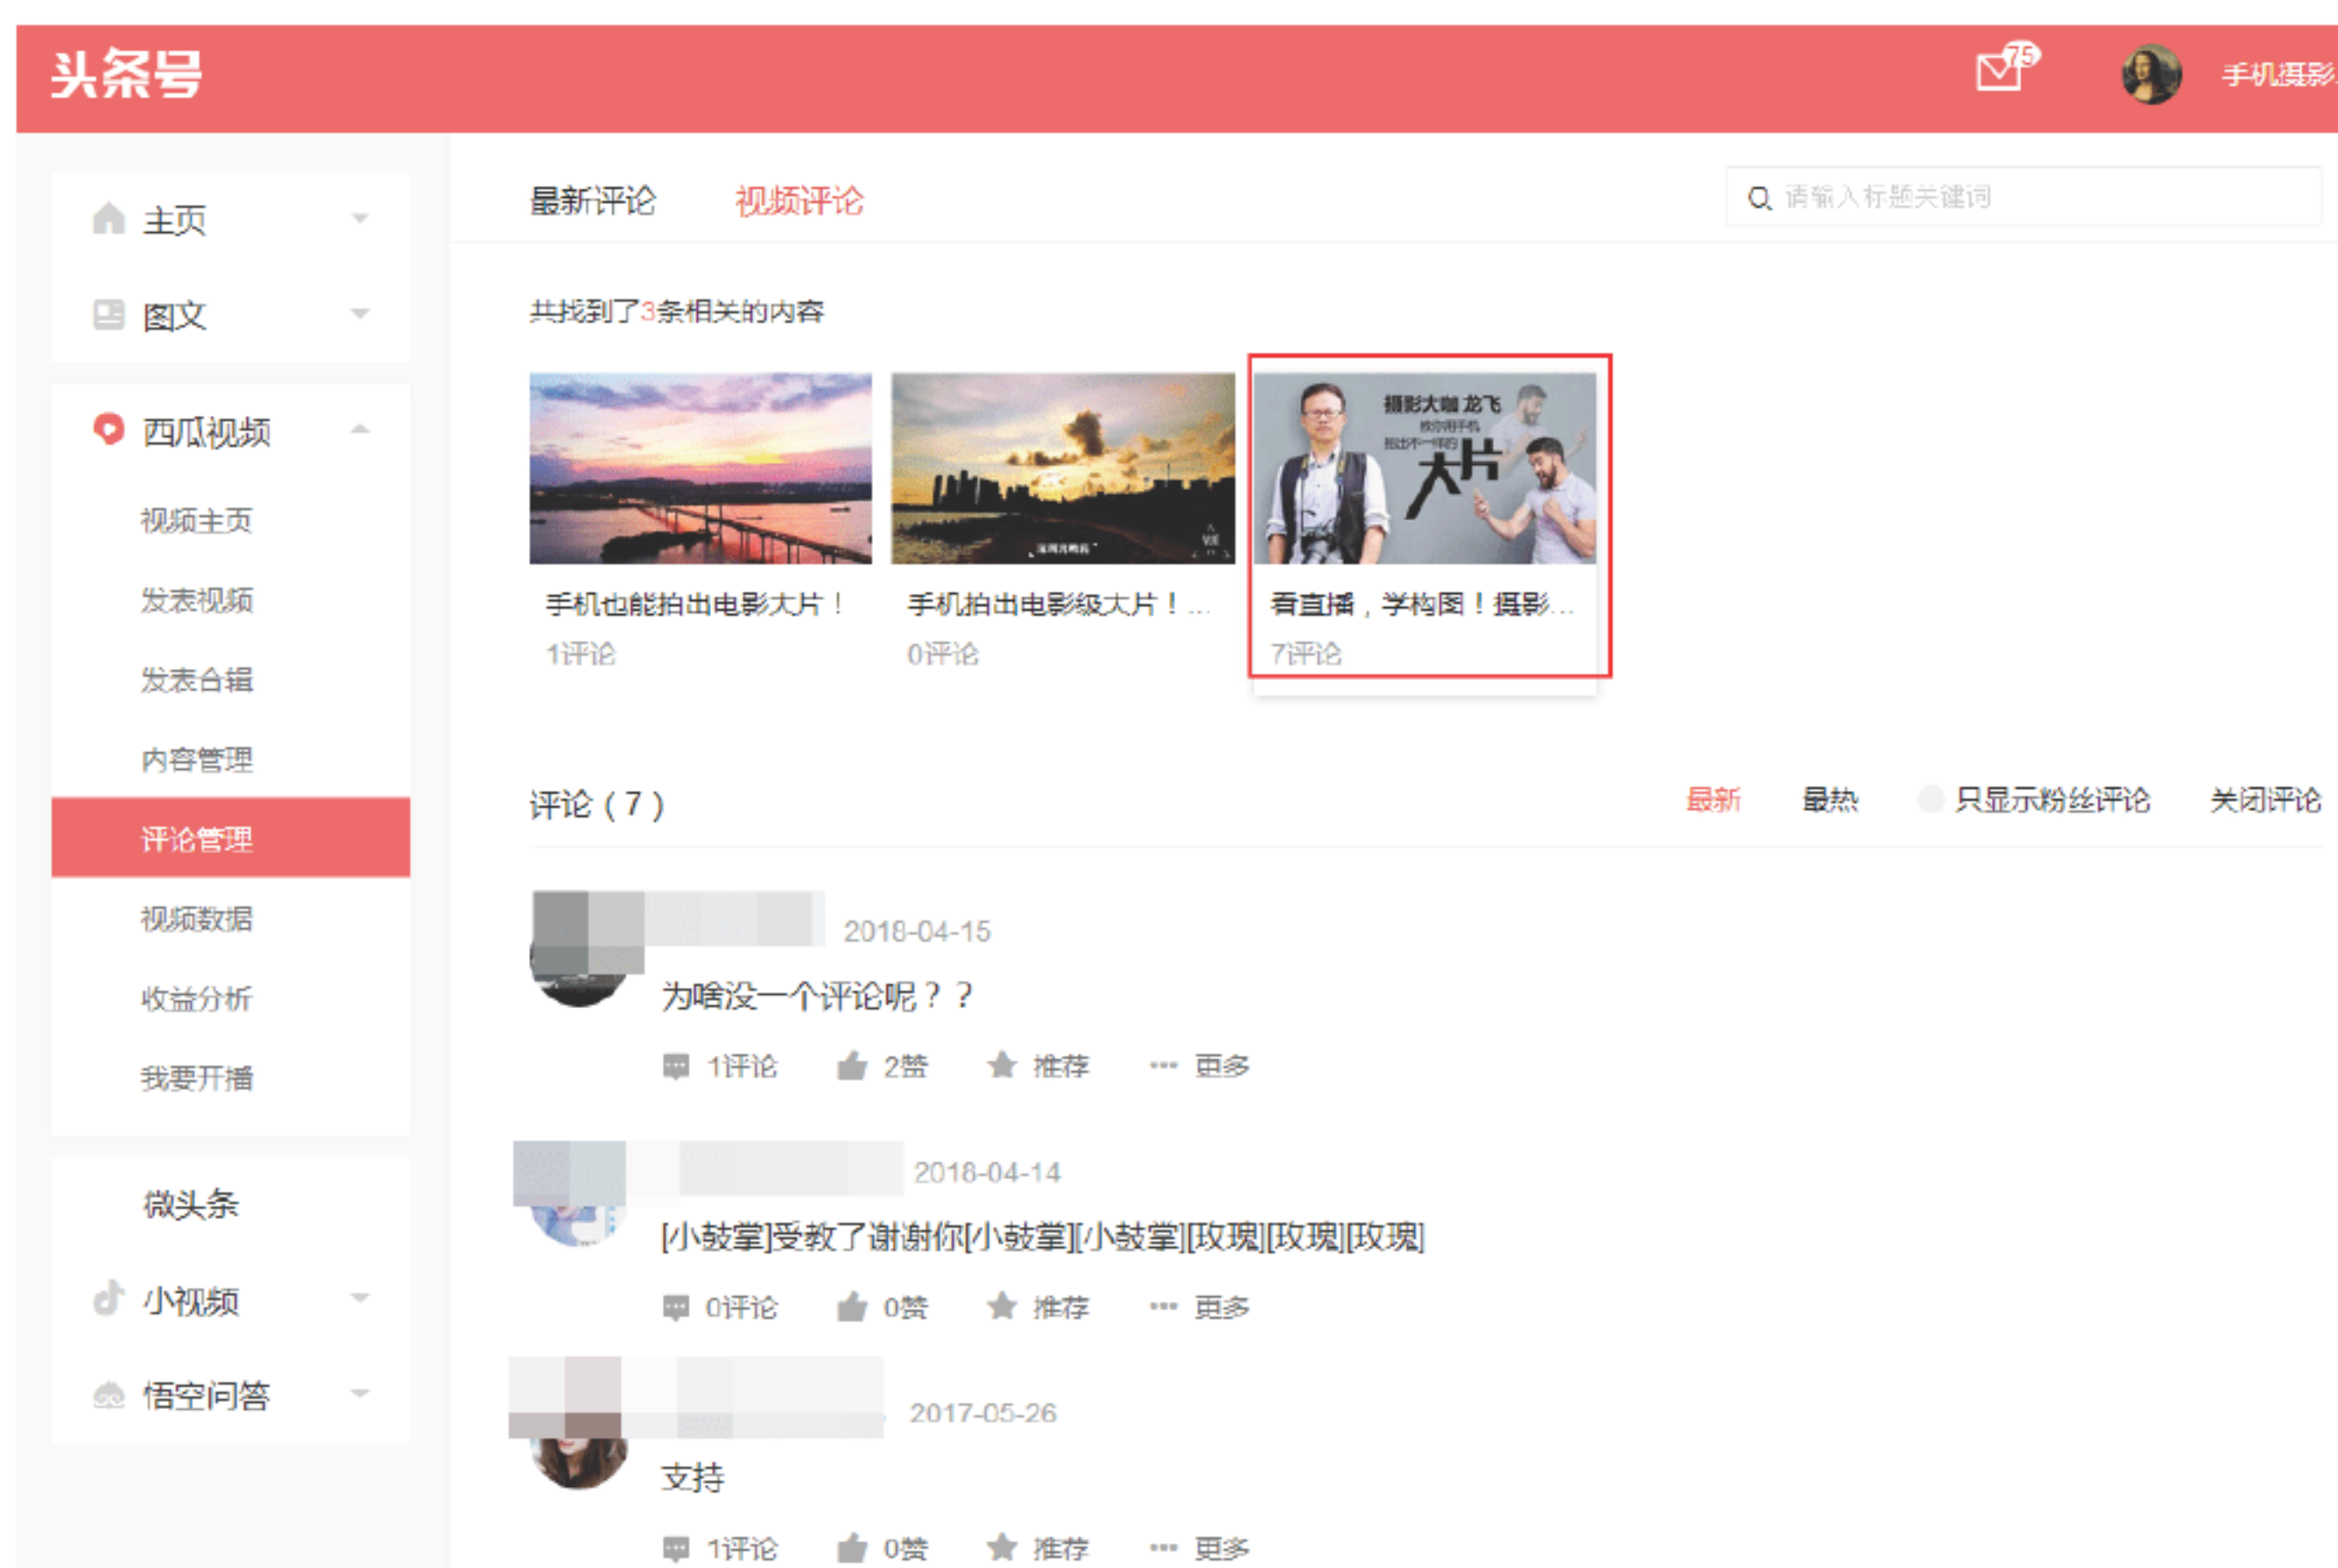 头条号
75
手机摄影
主页
图文
西瓜视频
视频主页
发表视频
发表合辑
内容管理
评论管理
视频数据
收益分析
我要开播
微头条
小视频
悟空问答
最新评论 视频评论
请输入标题关键词
共找到了3条相关的内容
摄影大咖 龙飞
教你用手机
拍出不一样的
大片
手机也能拍出电影大片！
1评论
手机拍出电影级大片！...
0评论
看直播，学构图！摄影...
7评论
评论（7） 最新 最热 只显示粉丝评论 关闭评论
2018-04-15
为啥没一个评论呢？？
1评论 2赞 推荐 更多
2018-04-14
[小鼓掌]受教了谢谢你[小鼓掌][小鼓掌][玫瑰][玫瑰][玫瑰]
0评论 0赞 推荐 更多
2017-05-26
支持
1评论 0赞 推荐 更多